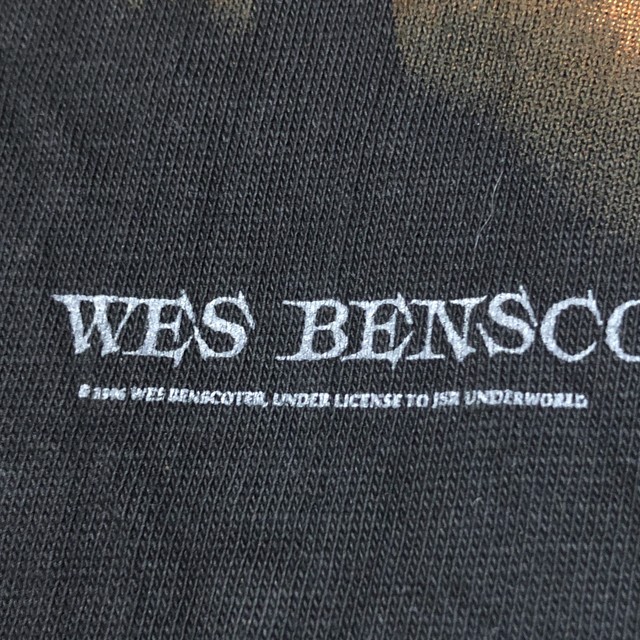 WES BENSCO
© 1996 WES BENSCOTER, UNDER LICENSE TO JSR UNDERWORLD